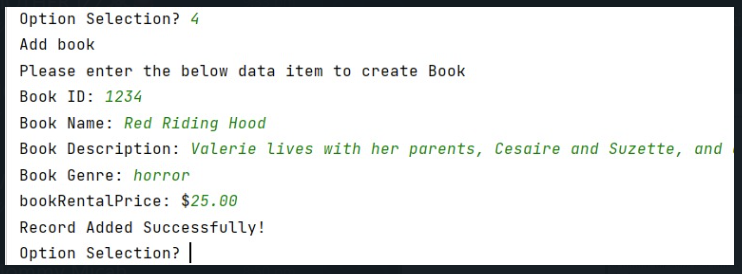 Option Selection? 4
Add book
Please enter the below data item to create Book
Book ID: 1234
Book Name: Red Riding Hood
Book Description: Valerie lives with her parents, Cesaire and Suzette, and
Book Genre: horror
bookRentalPrice: $25.00
Record Added Successfully!
Option Selection?